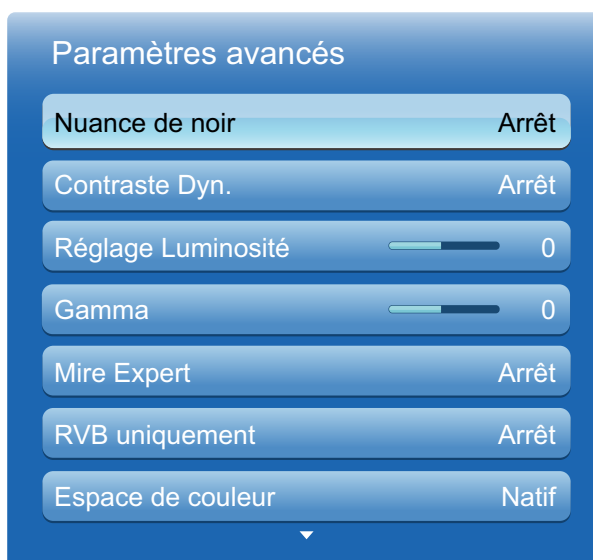 Paramètres avancés
Nuance de noir Arrêt
Contraste Dyn. Arrêt
Réglage Luminosité 0
Gamma 0
Mire Expert Arrêt
RVB uniquement Arrêt
Espace de couleur Natif